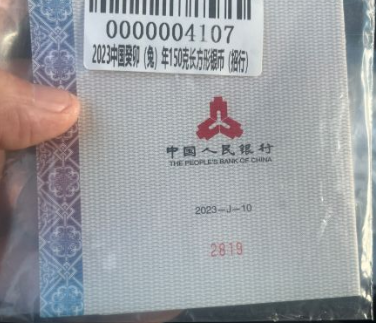 0000004107
2023中国癸卯（兔）年150克长方形银币（招行）
中国人民银行
THE PEOPLE'S BANK OF CHINA
2023—J—10
2819